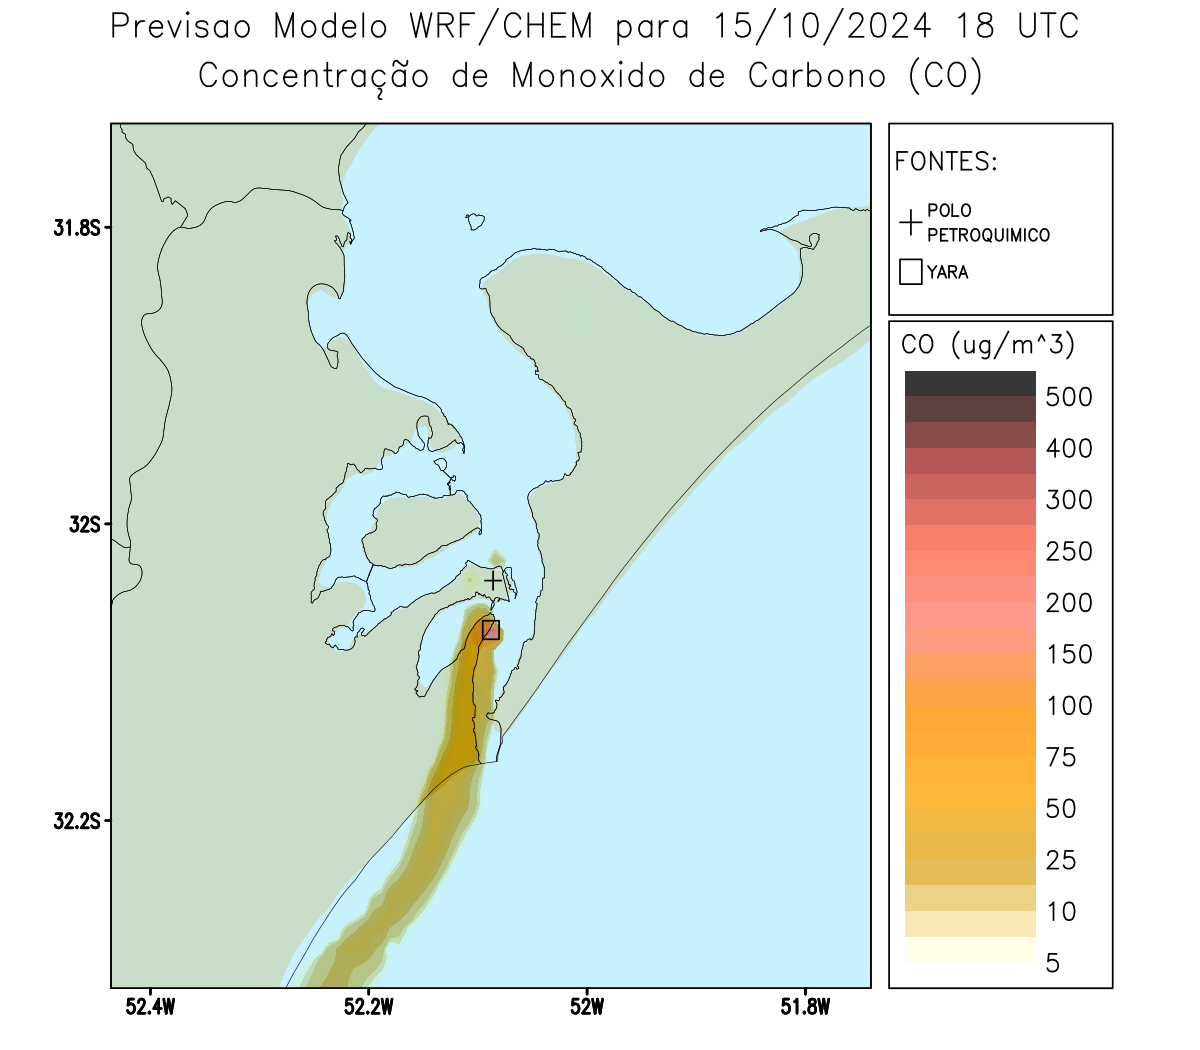 Previsao Modelo WRF/CHEM para 15/10/2024 18 UTC
Concentração de Monoxido de Carbono (CO)
FONTES:
POLO
PETROQUIMICO
YARA
CO (ug/m^3)
500
400
300
250
200
150
100
75
50
25
10
5
31.8S
32S
32.2S
52.4W
52.2W
52W
51.8W